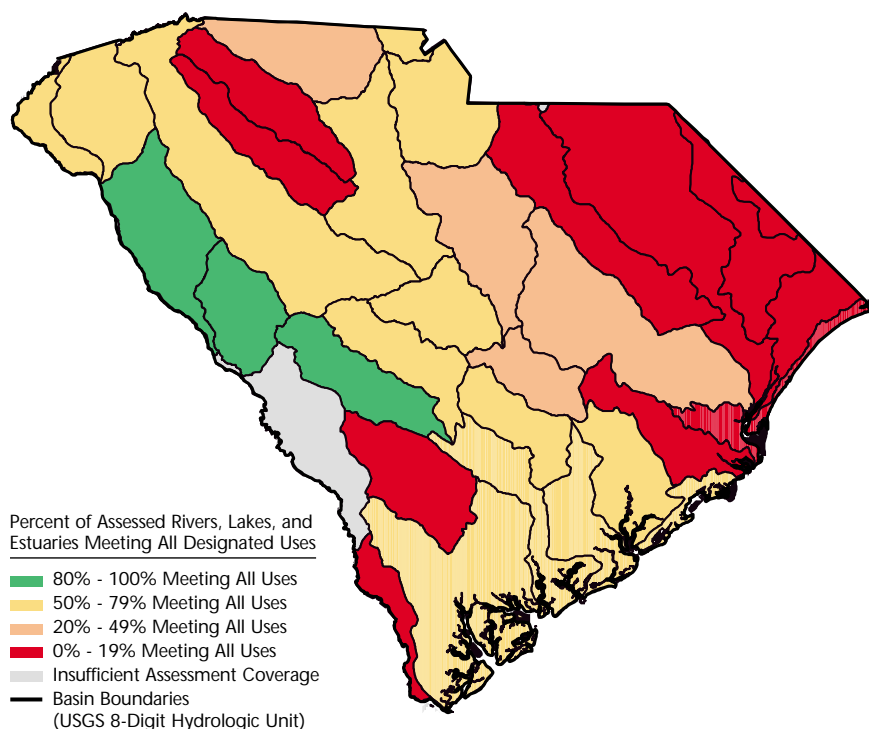 Percent of Assessed Rivers, Lakes, and
Estuaries Meeting All Designated Uses
80% - 100% Meeting All Uses
50% - 79% Meeting All Uses
20% - 49% Meeting All Uses
0% - 19% Meeting All Uses
Insufficient Assessment Coverage
Basin Boundaries
(USGS 8-Digit Hydrologic Unit)